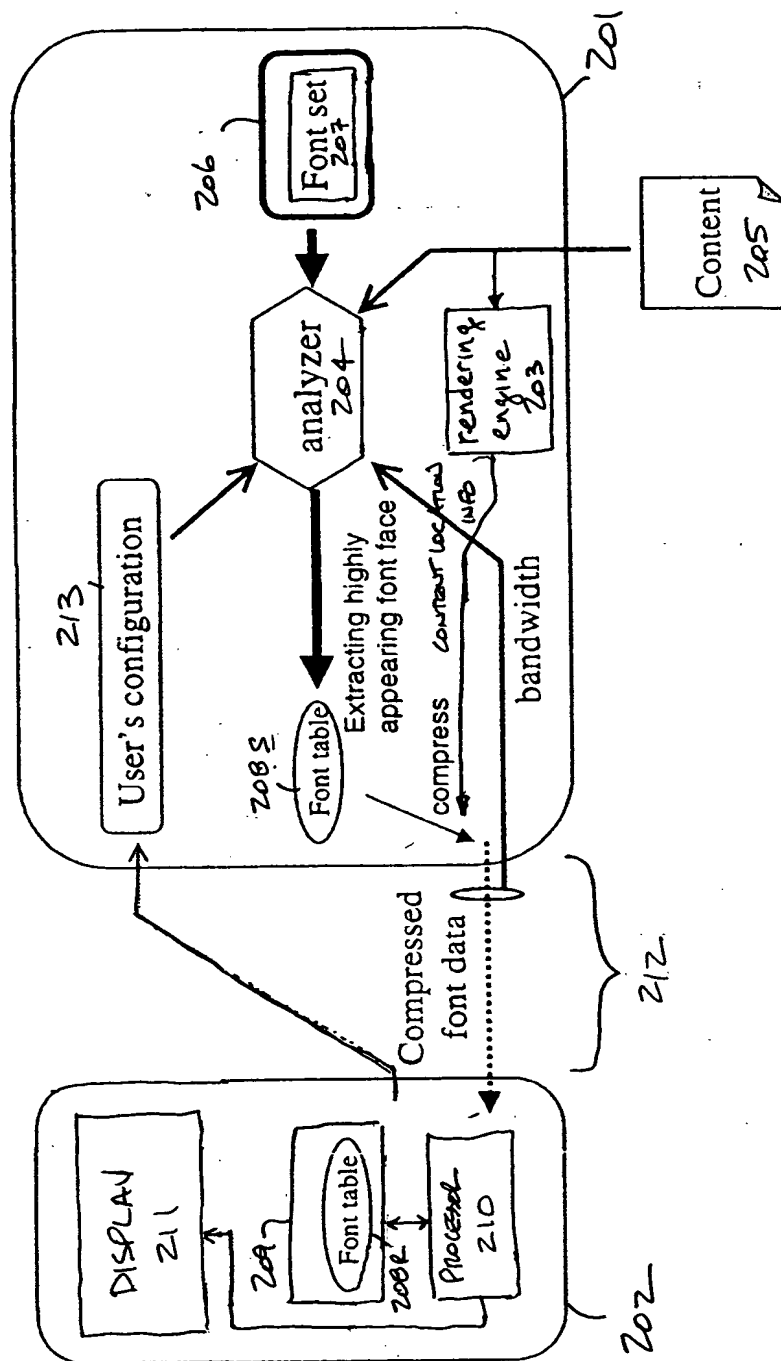 201
206
Font set
207
213
User's configuration
analyzer
204
Content
205
rendering
engine
203
CONTENT LOCATION
INFO
Extracting highly
appearing font face
208S
Font table
compress
bandwidth
Compressed
font data
212
DISPLAY
211
209
Font table
208R
PROCESSOR
210
202